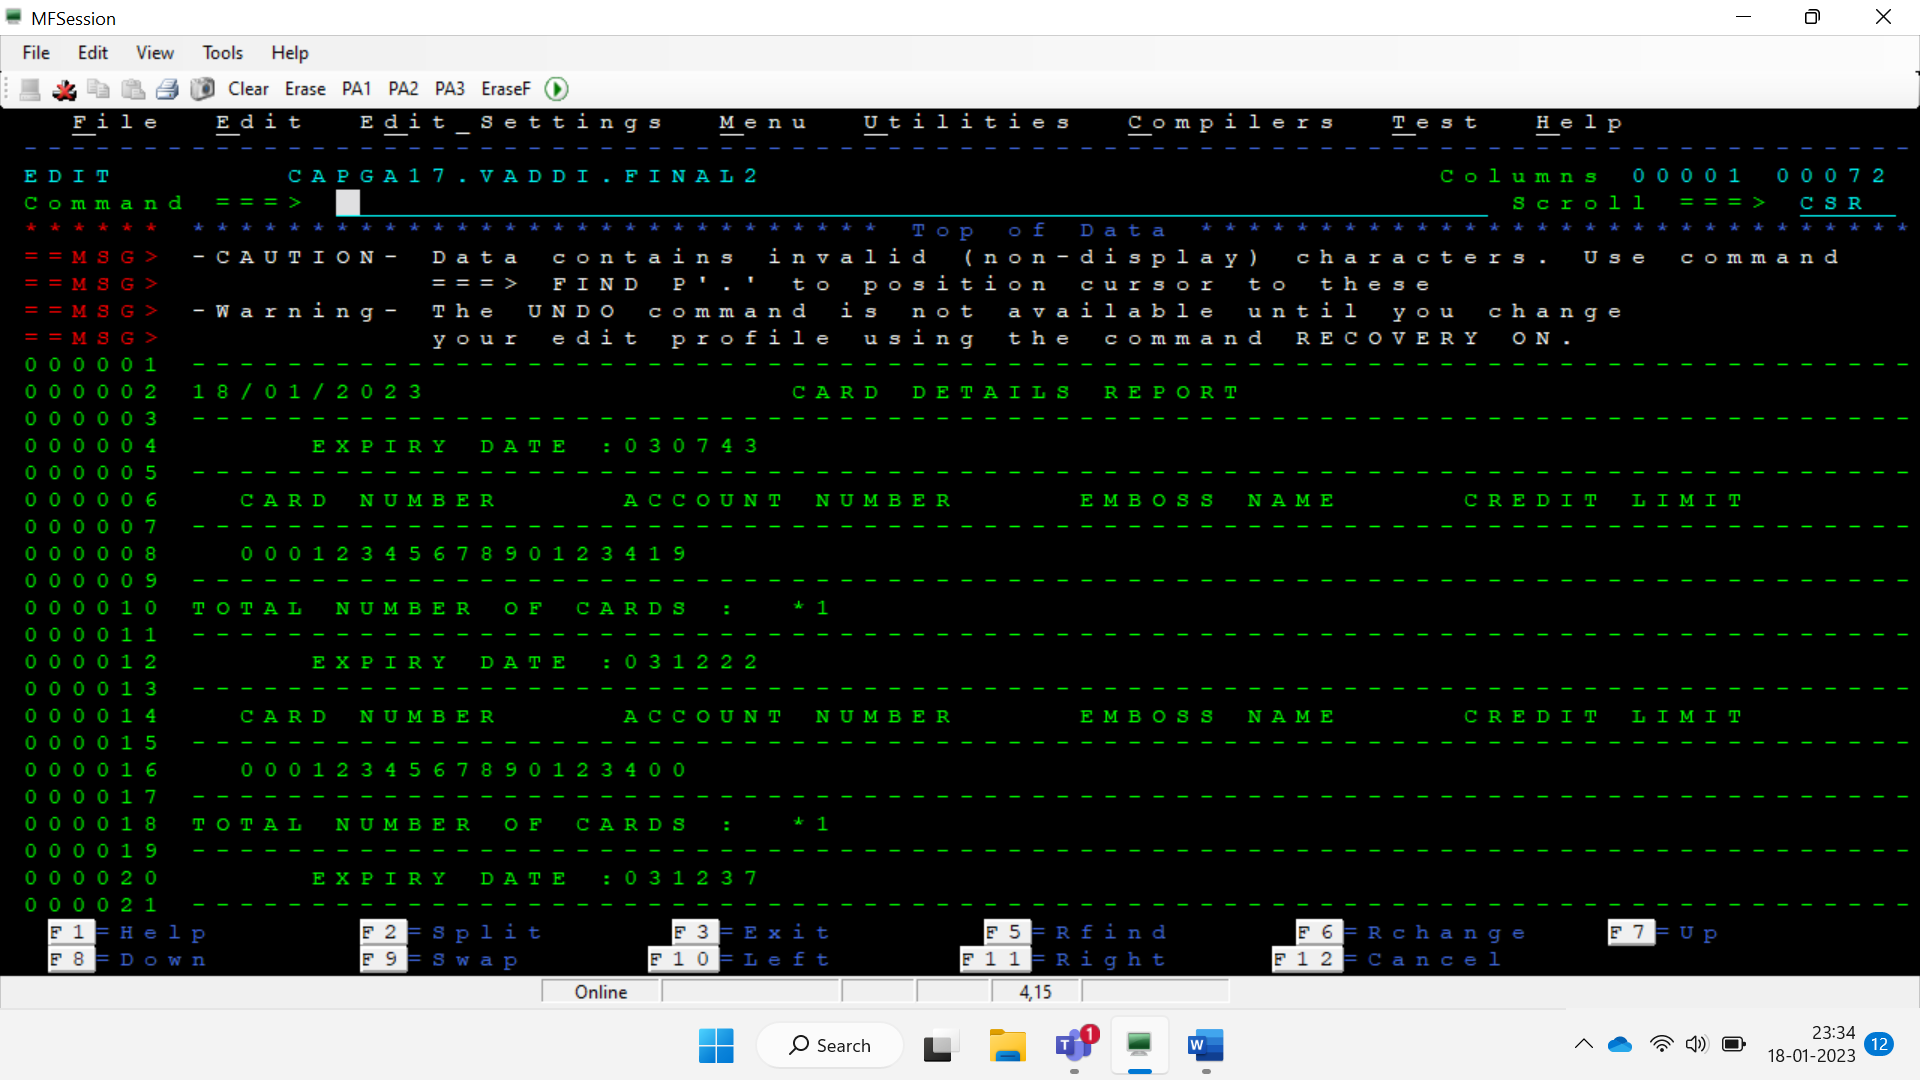 MFSession
File Edit View Tools Help
Clear Erase PA1 PA2 PA3 EraseF
File Edit Edit_Settings Menu Utilities Compilers Test Help
--------------------------------------------------------------------------------
EDIT CAPGA17.VADDI.FINAL2 Columns 00001 00072
Command ===> Scroll ===> CSR
****** ***************************** Top of Data ******************************
==MSG> -CAUTION- Data contains invalid (non-display) characters. Use command
==MSG> ===> FIND P'.' to position cursor to these
==MSG> -Warning- The UNDO command is not available until you change
==MSG> your edit profile using the command RECOVERY ON.
000001 ------------------------------------------------------------------------
000002 18/01/2023 CARD DETAILS REPORT
000003 ------------------------------------------------------------------------
000004 EXPIRY DATE :030743
000005 ------------------------------------------------------------------------
000006 CARD NUMBER ACCOUNT NUMBER EMBOSS NAME CREDIT LIMIT
000007 ------------------------------------------------------------------------
000008 0001234567890123419
000009 ------------------------------------------------------------------------
000010 TOTAL NUMBER OF CARDS : *1
000011 ------------------------------------------------------------------------
000012 EXPIRY DATE :031222
000013 ------------------------------------------------------------------------
000014 CARD NUMBER ACCOUNT NUMBER EMBOSS NAME CREDIT LIMIT
000015 ------------------------------------------------------------------------
000016 0001234567890123400
000017 ------------------------------------------------------------------------
000018 TOTAL NUMBER OF CARDS : *1
000019 ------------------------------------------------------------------------
000020 EXPIRY DATE :031237
000021 ------------------------------------------------------------------------
F1=Help F2=Split F3=Exit F5=Rfind F6=Rchange F7=Up
F8=Down F9=Swap F10=Left F11=Right F12=Cancel
Online 4,15
Search T 1 W 23:34 12
18-01-2023